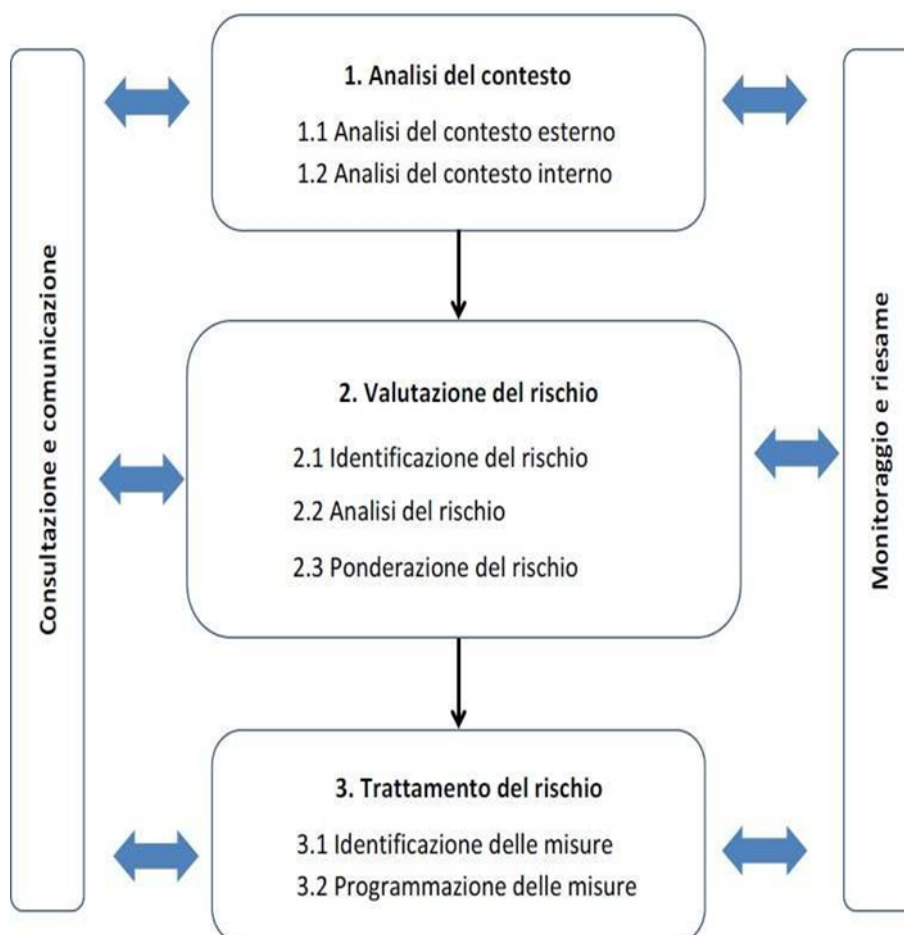 Consultazione e comunicazione
1. Analisi del contesto
1.1 Analisi del contesto esterno
1.2 Analisi del contesto interno
2. Valutazione del rischio
2.1 Identificazione del rischio
2.2 Analisi del rischio
2.3 Ponderazione del rischio
3. Trattamento del rischio
3.1 Identificazione delle misure
3.2 Programmazione delle misure
Monitoraggio e riesame